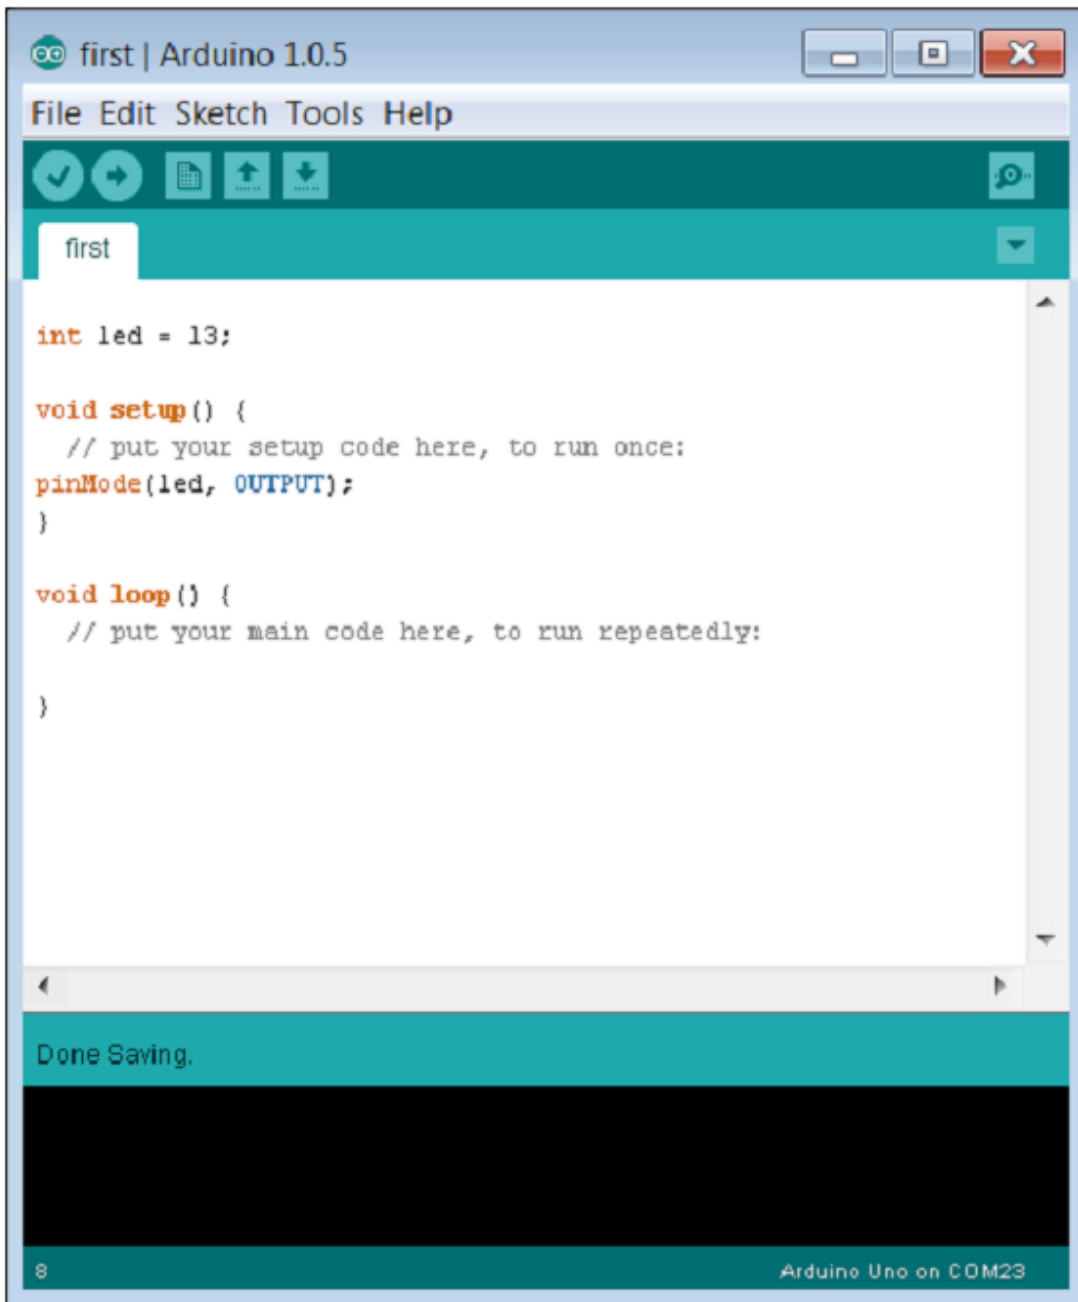 first | Arduino 1.0.5
File Edit Sketch Tools Help
first
int led = 13;
void setup() {
// put your setup code here, to run once:
pinMode(led, OUTPUT);
}
void loop() {
// put your main code here, to run repeatedly:
}
Done Saving.
8 Arduino Uno on COM23